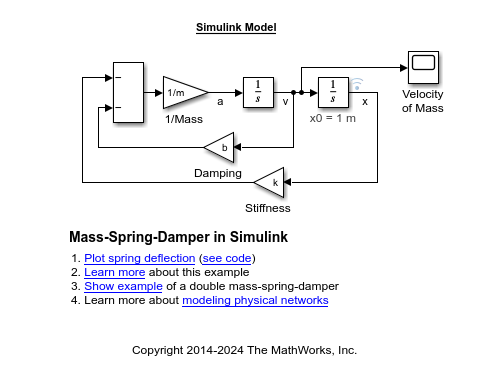 Simulink Model
1/m
1/Mass
a
1
s
v
1
s
x
x0 = 1 m
Velocity
of Mass
b
Damping
k
Stiffness
Mass-Spring-Damper in Simulink
1. Plot spring deflection (see code)
2. Learn more about this example
3. Show example of a double mass-spring-damper
4. Learn more about modeling physical networks
Copyright 2014-2024 The MathWorks, Inc.